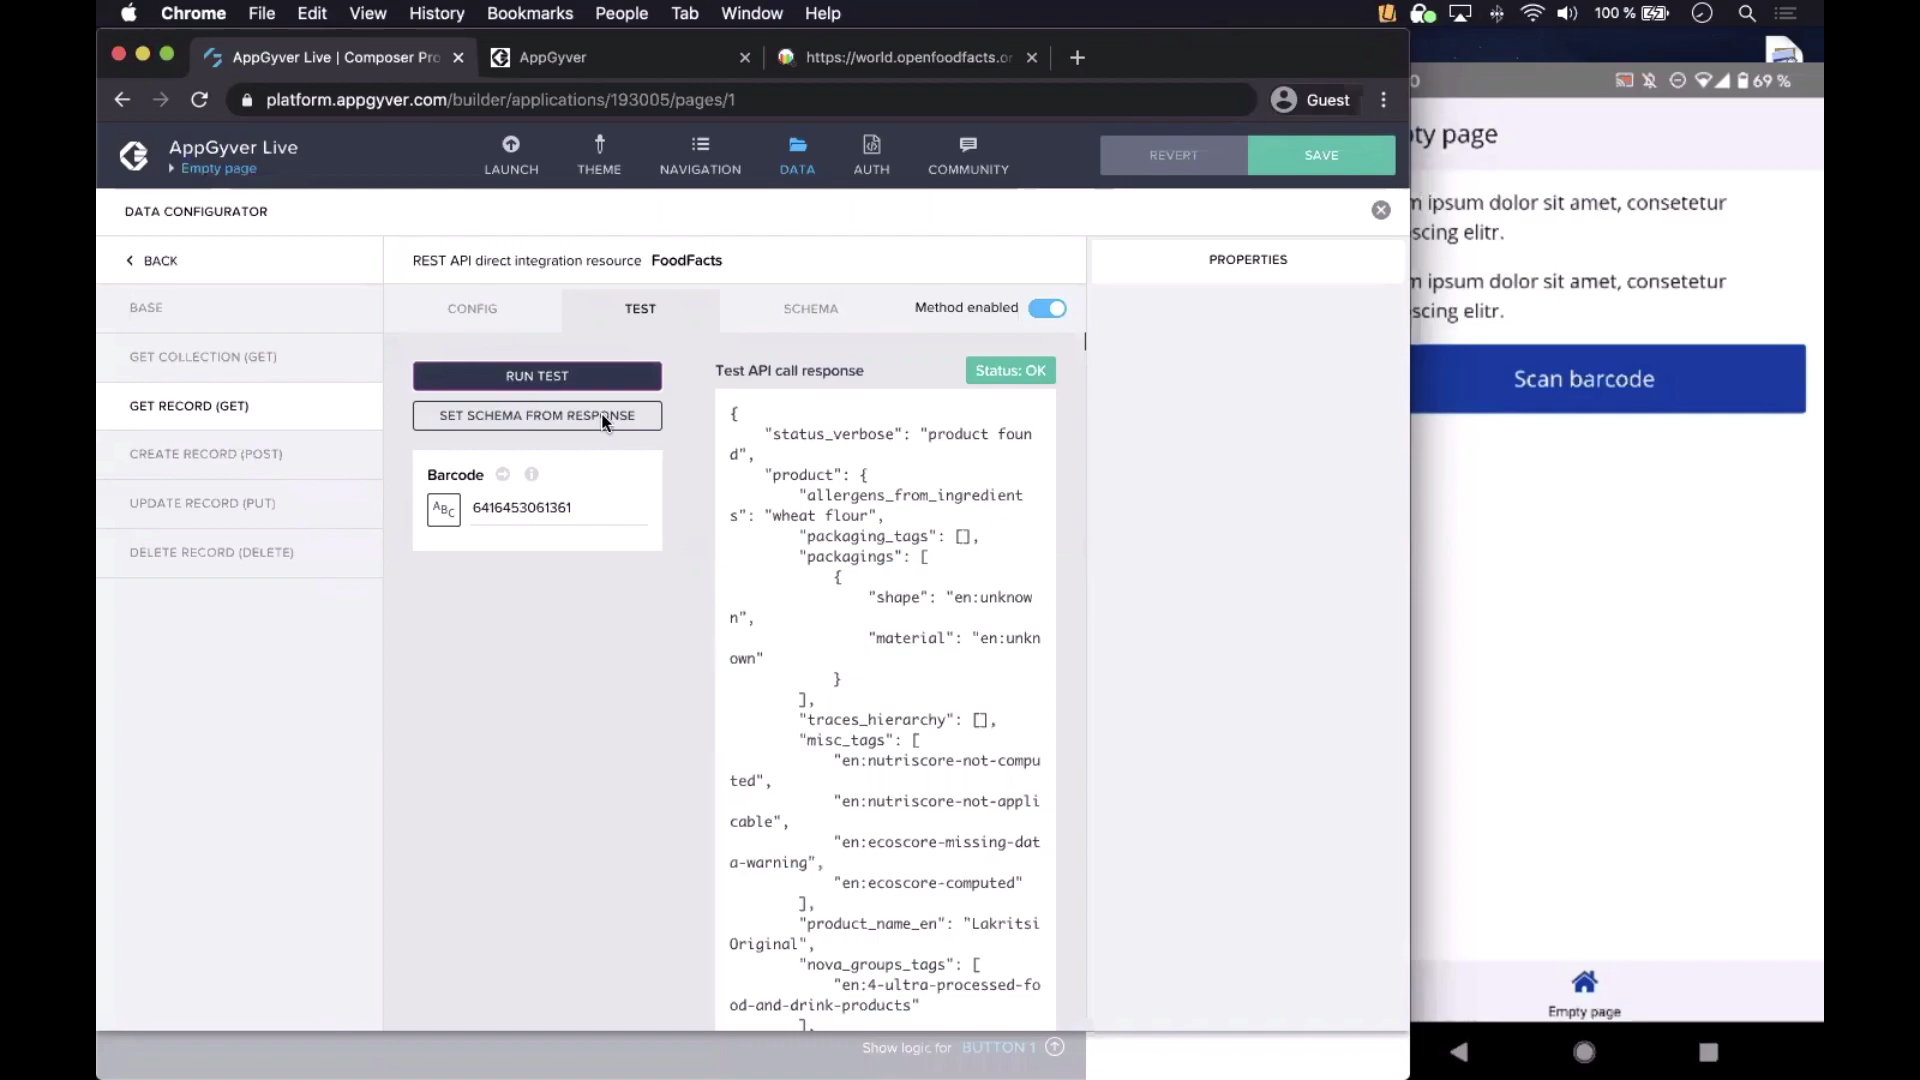 Chrome File Edit View History Bookmarks People Tab Window Help 100 %
AppGyver Live | Composer Pro
AppGyver
https://world.openfoodfacts.or
platform.appgyver.com/builder/applications/193005/pages/1
Guest
AppGyver Live
Empty page
LAUNCH
THEME
NAVIGATION
DATA
AUTH
COMMUNITY
REVERT
SAVE
DATA CONFIGURATOR
BACK
REST API direct integration resource FoodFacts
PROPERTIES
BASE
GET COLLECTION (GET)
GET RECORD (GET)
CREATE RECORD (POST)
UPDATE RECORD (PUT)
DELETE RECORD (DELETE)
CONFIG
TEST
SCHEMA
Method enabled
RUN TEST
SET SCHEMA FROM RESPONSE
Barcode
ABC
6416453061361
Test API call response
Status: OK
{
"status_verbose": "product foun
d",
"product": {
"allergens_from_ingredient
s": "wheat flour",
"packaging_tags": [],
"packagings": [
{
"shape": "en:unknow
n",
"material": "en:unkn
own"
}
],
"traces_hierarchy": [],
"misc_tags": [
"en:nutriscore-not-compu
ted",
"en:nutriscore-not-appli
cable",
"en:ecoscore-missing-dat
a-warning",
"en:ecoscore-computed"
],
"product_name_en": "Lakritsi
Original",
"nova_groups_tags": [
"en:4-ultra-processed-fo
od-and-drink-products"
],
Show logic for BUTTON 1
0
69 %
ty page
m ipsum dolor sit amet, consetetur
scing elitr.
m ipsum dolor sit amet, consetetur
scing elitr.
Scan barcode
Empty page